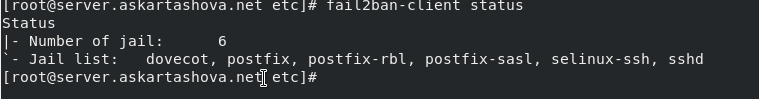 [root@server.askartashova.net etc]# fail2ban-client status
Status
|- Number of jail:      6
`- Jail list:   dovecot, postfix, postfix-rbl, postfix-sasl, selinux-ssh, sshd
[root@server.askartashova.net etc]#